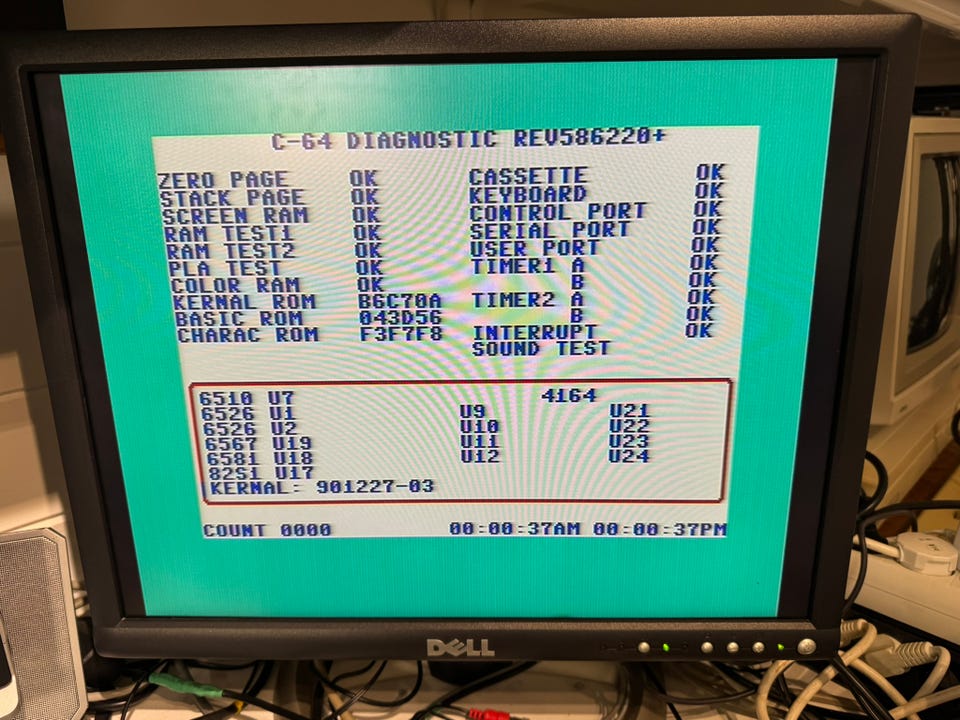 C-64 DIAGNOSTIC REV586220+
ZERO PAGE OK CASSETTE OK
STACK PAGE OK KEYBOARD OK
SCREEN RAM OK CONTROL PORT OK
RAM TEST1 OK SERIAL PORT OK
RAM TEST2 OK USER PORT OK
PLA TEST OK TIMER1 A OK
COLOR RAM OK B OK
KERNAL ROM B6C70A TIMER2 A OK
BASIC ROM 043D56 B OK
CHARAC ROM F3F7F8 INTERRUPT OK
SOUND TEST
6510 U7 4164
6526 U1 U9 U21
6526 U2 U10 U22
6567 U19 U11 U23
6581 U18 U12 U24
82S1 U17
KERNAL: 901227-03
COUNT 0000 00:00:37AM 00:00:37PM
DELL